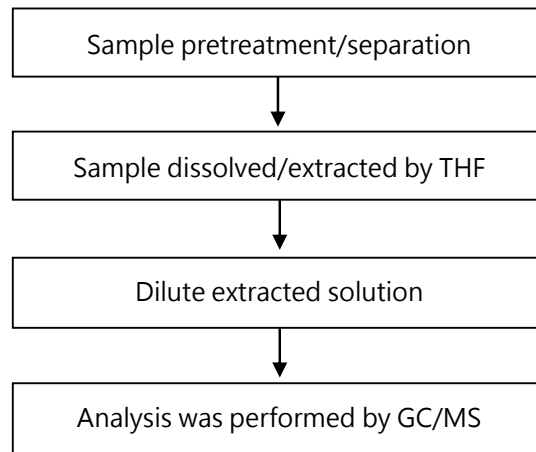 Sample pretreatment/separation
Sample dissolved/extracted by THF
Dilute extracted solution
Analysis was performed by GC/MS